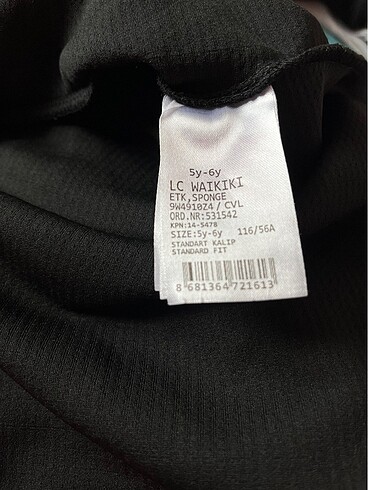 5y-6y
LC WAIKIKI
ETK,SPONGE
9W4910Z4 / CVL
ORD.NR:531542
KPN:14-5478
SIZE:5y-6y 116/56A
STANDART KALIP
STANDARD FIT
8 681364 721613